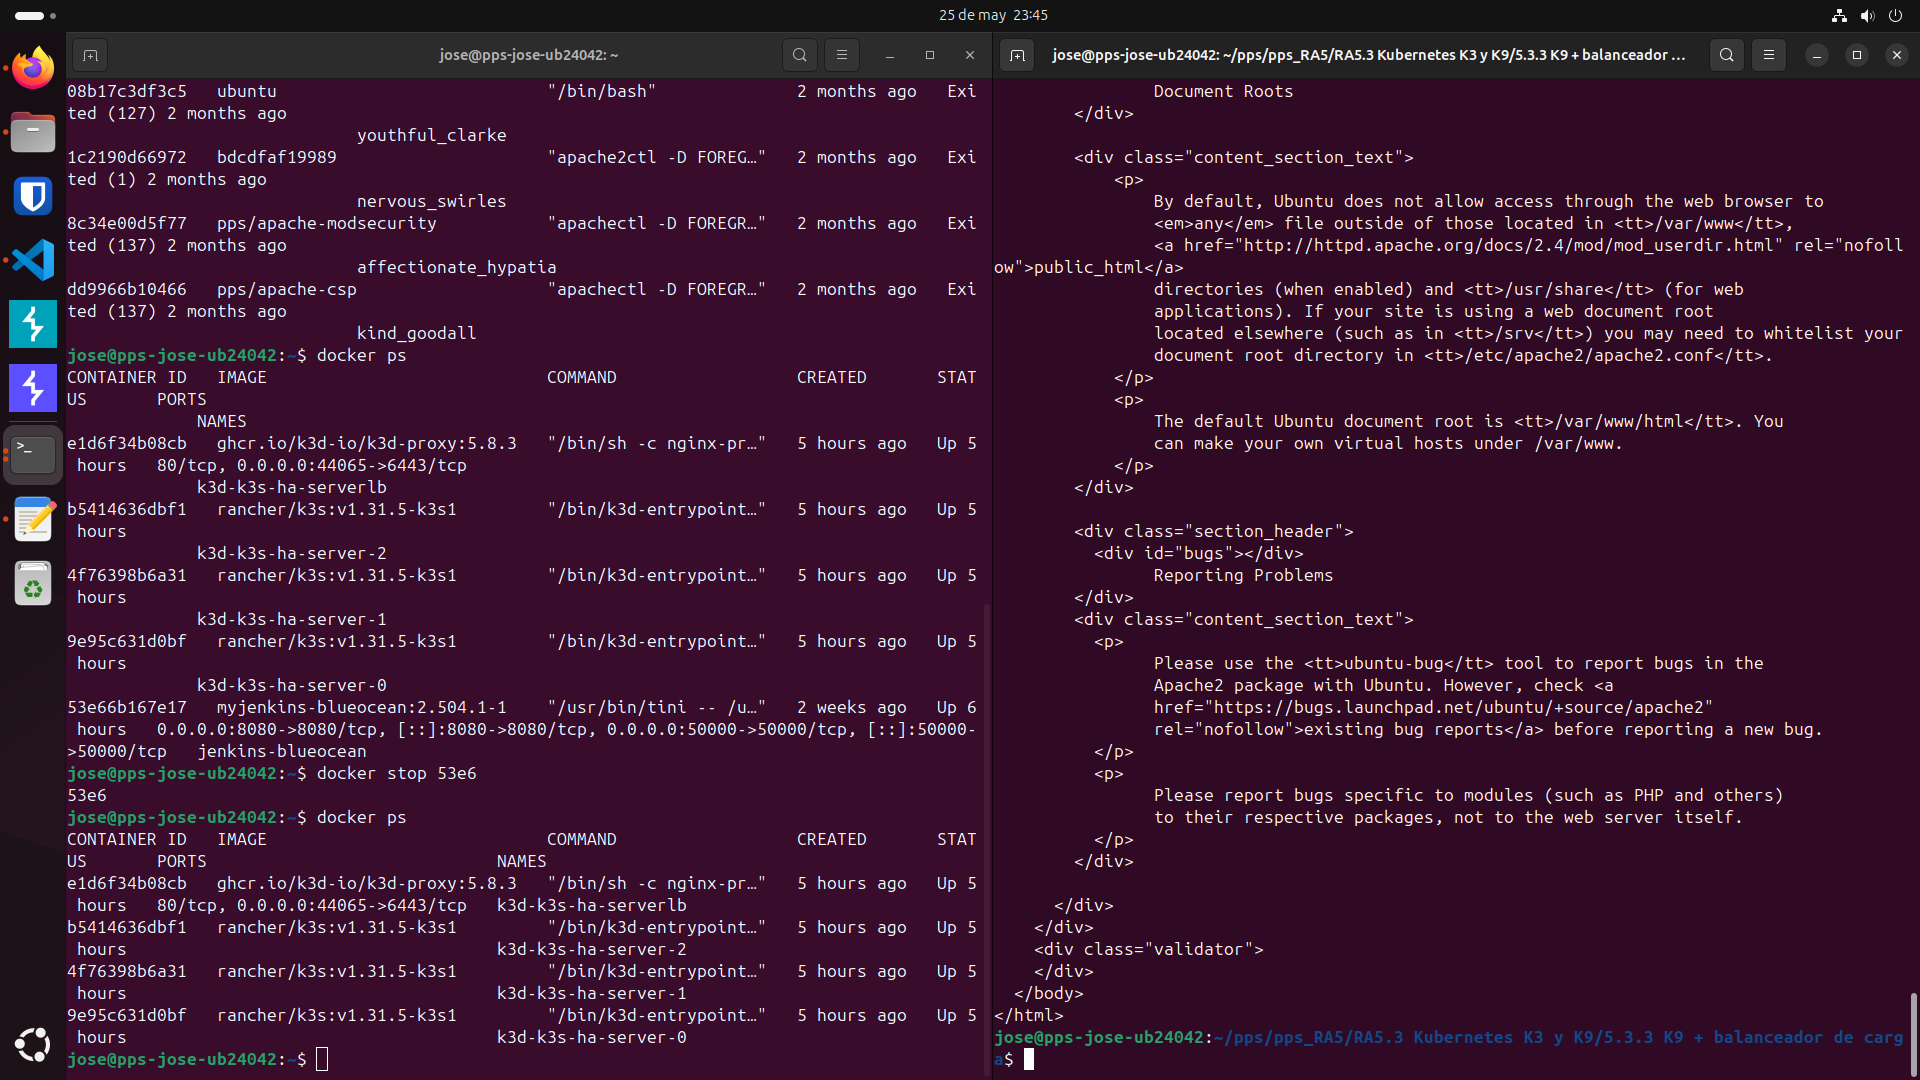 25 de may  23:45
jose@pps-jose-ub24042: ~
08b17c3df3c5   ubuntu                           "/bin/bash"              2 months ago   Exi
ted (127) 2 months ago
                             youthful_clarke
1c2190d66972   bdcdfaf19989                     "apache2ctl -D FOREG…"   2 months ago   Exi
ted (1) 2 months ago
                             nervous_swirles
8c34e00d5f77   pps/apache-modsecurity           "apachectl -D FOREGR…"   2 months ago   Exi
ted (137) 2 months ago
                             affectionate_hypatia
dd9966b10466   pps/apache-csp                   "apachectl -D FOREGR…"   2 months ago   Exi
ted (137) 2 months ago
                             kind_goodall
jose@pps-jose-ub24042:~$ docker ps
CONTAINER ID   IMAGE                            COMMAND                  CREATED       STAT
US       PORTS
             NAMES
e1d6f34b08cb   ghcr.io/k3d-io/k3d-proxy:5.8.3   "/bin/sh -c nginx-pr…"   5 hours ago   Up 5
 hours   80/tcp, 0.0.0.0:44065->6443/tcp
             k3d-k3s-ha-serverlb
b5414636dbf1   rancher/k3s:v1.31.5-k3s1         "/bin/k3d-entrypoint…"   5 hours ago   Up 5
 hours
             k3d-k3s-ha-server-2
4f76398b6a31   rancher/k3s:v1.31.5-k3s1         "/bin/k3d-entrypoint…"   5 hours ago   Up 5
 hours
             k3d-k3s-ha-server-1
9e95c631d0bf   rancher/k3s:v1.31.5-k3s1         "/bin/k3d-entrypoint…"   5 hours ago   Up 5
 hours
             k3d-k3s-ha-server-0
53e66b167e17   myjenkins-blueocean:2.504.1-1    "/usr/bin/tini -- /u…"   2 weeks ago   Up 6
 hours   0.0.0.0:8080->8080/tcp, [::]:8080->8080/tcp, 0.0.0.0:50000->50000/tcp, [::]:50000-
>50000/tcp   jenkins-blueocean
jose@pps-jose-ub24042:~$ docker stop 53e6
53e6
jose@pps-jose-ub24042:~$ docker ps
CONTAINER ID   IMAGE                            COMMAND                  CREATED       STAT
US       PORTS                             NAMES
e1d6f34b08cb   ghcr.io/k3d-io/k3d-proxy:5.8.3   "/bin/sh -c nginx-pr…"   5 hours ago   Up 5
 hours   80/tcp, 0.0.0.0:44065->6443/tcp   k3d-k3s-ha-serverlb
b5414636dbf1   rancher/k3s:v1.31.5-k3s1         "/bin/k3d-entrypoint…"   5 hours ago   Up 5
 hours                                     k3d-k3s-ha-server-2
4f76398b6a31   rancher/k3s:v1.31.5-k3s1         "/bin/k3d-entrypoint…"   5 hours ago   Up 5
 hours                                     k3d-k3s-ha-server-1
9e95c631d0bf   rancher/k3s:v1.31.5-k3s1         "/bin/k3d-entrypoint…"   5 hours ago   Up 5
 hours                                     k3d-k3s-ha-server-0
jose@pps-jose-ub24042:~$
jose@pps-jose-ub24042: ~/pps/pps_RA5/RA5.3 Kubernetes K3 y K9/5.3.3 K9 + balanceador ...
                Document Roots
        </div>
        <div class="content_section_text">
            <p>
                By default, Ubuntu does not allow access through the web browser to
                <em>any</em> file outside of those located in <tt>/var/www</tt>,
                <a href="http://httpd.apache.org/docs/2.4/mod/mod_userdir.html" rel="nofoll
ow">public_html</a>
                directories (when enabled) and <tt>/usr/share</tt> (for web
                applications). If your site is using a web document root
                located elsewhere (such as in <tt>/srv</tt>) you may need to whitelist your
                document root directory in <tt>/etc/apache2/apache2.conf</tt>.
            </p>
            <p>
                The default Ubuntu document root is <tt>/var/www/html</tt>. You
                can make your own virtual hosts under /var/www.
            </p>
        </div>
        <div class="section_header">
          <div id="bugs"></div>
                Reporting Problems
        </div>
        <div class="content_section_text">
          <p>
                Please use the <tt>ubuntu-bug</tt> tool to report bugs in the
                Apache2 package with Ubuntu. However, check <a
                href="https://bugs.launchpad.net/ubuntu/+source/apache2"
                rel="nofollow">existing bug reports</a> before reporting a new bug.
          </p>
          <p>
                Please report bugs specific to modules (such as PHP and others)
                to their respective packages, not to the web server itself.
          </p>
        </div>
      </div>
    </div>
    <div class="validator">
    </div>
  </body>
</html>
jose@pps-jose-ub24042:~/pps/pps_RA5/RA5.3 Kubernetes K3 y K9/5.3.3 K9 + balanceador de carg
a$